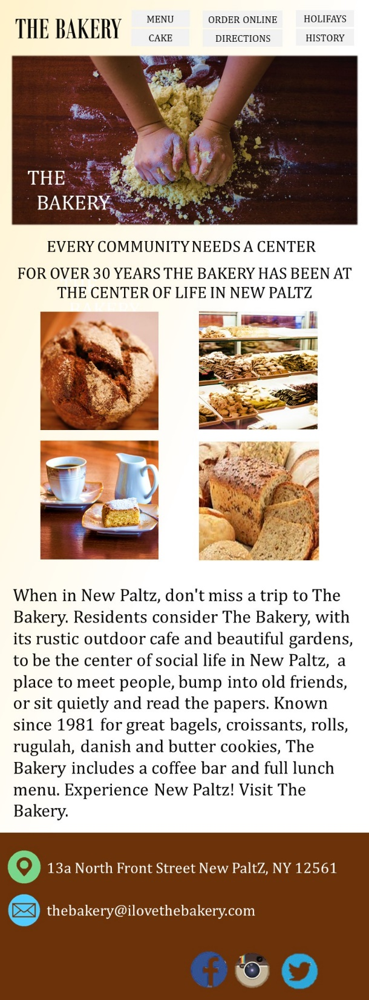 THE BAKERY
MENU
ORDER ONLINE
HOLIFAYS
CAKE
DIRECTIONS
HISTORY
THE
BAKERY
EVERY COMMUNITY NEEDS A CENTER
FOR OVER 30 YEARS THE BAKERY HAS BEEN AT
THE CENTER OF LIFE IN NEW PALTZ
BAKERY
When in New Paltz, don't miss a trip to The
Bakery. Residents consider The Bakery, with
its rustic outdoor cafe and beautiful gardens,
to be the center of social life in New Paltz, a
place to meet people, bump into old friends,
or sit quietly and read the papers. Known
since 1981 for great bagels, croissants, rolls,
rugulah, danish and butter cookies, The
Bakery includes a coffee bar and full lunch
menu. Experience New Paltz! Visit The
Bakery.
13a North Front Street New PaltZ, NY 12561
thebakery@ilovethebakery.com